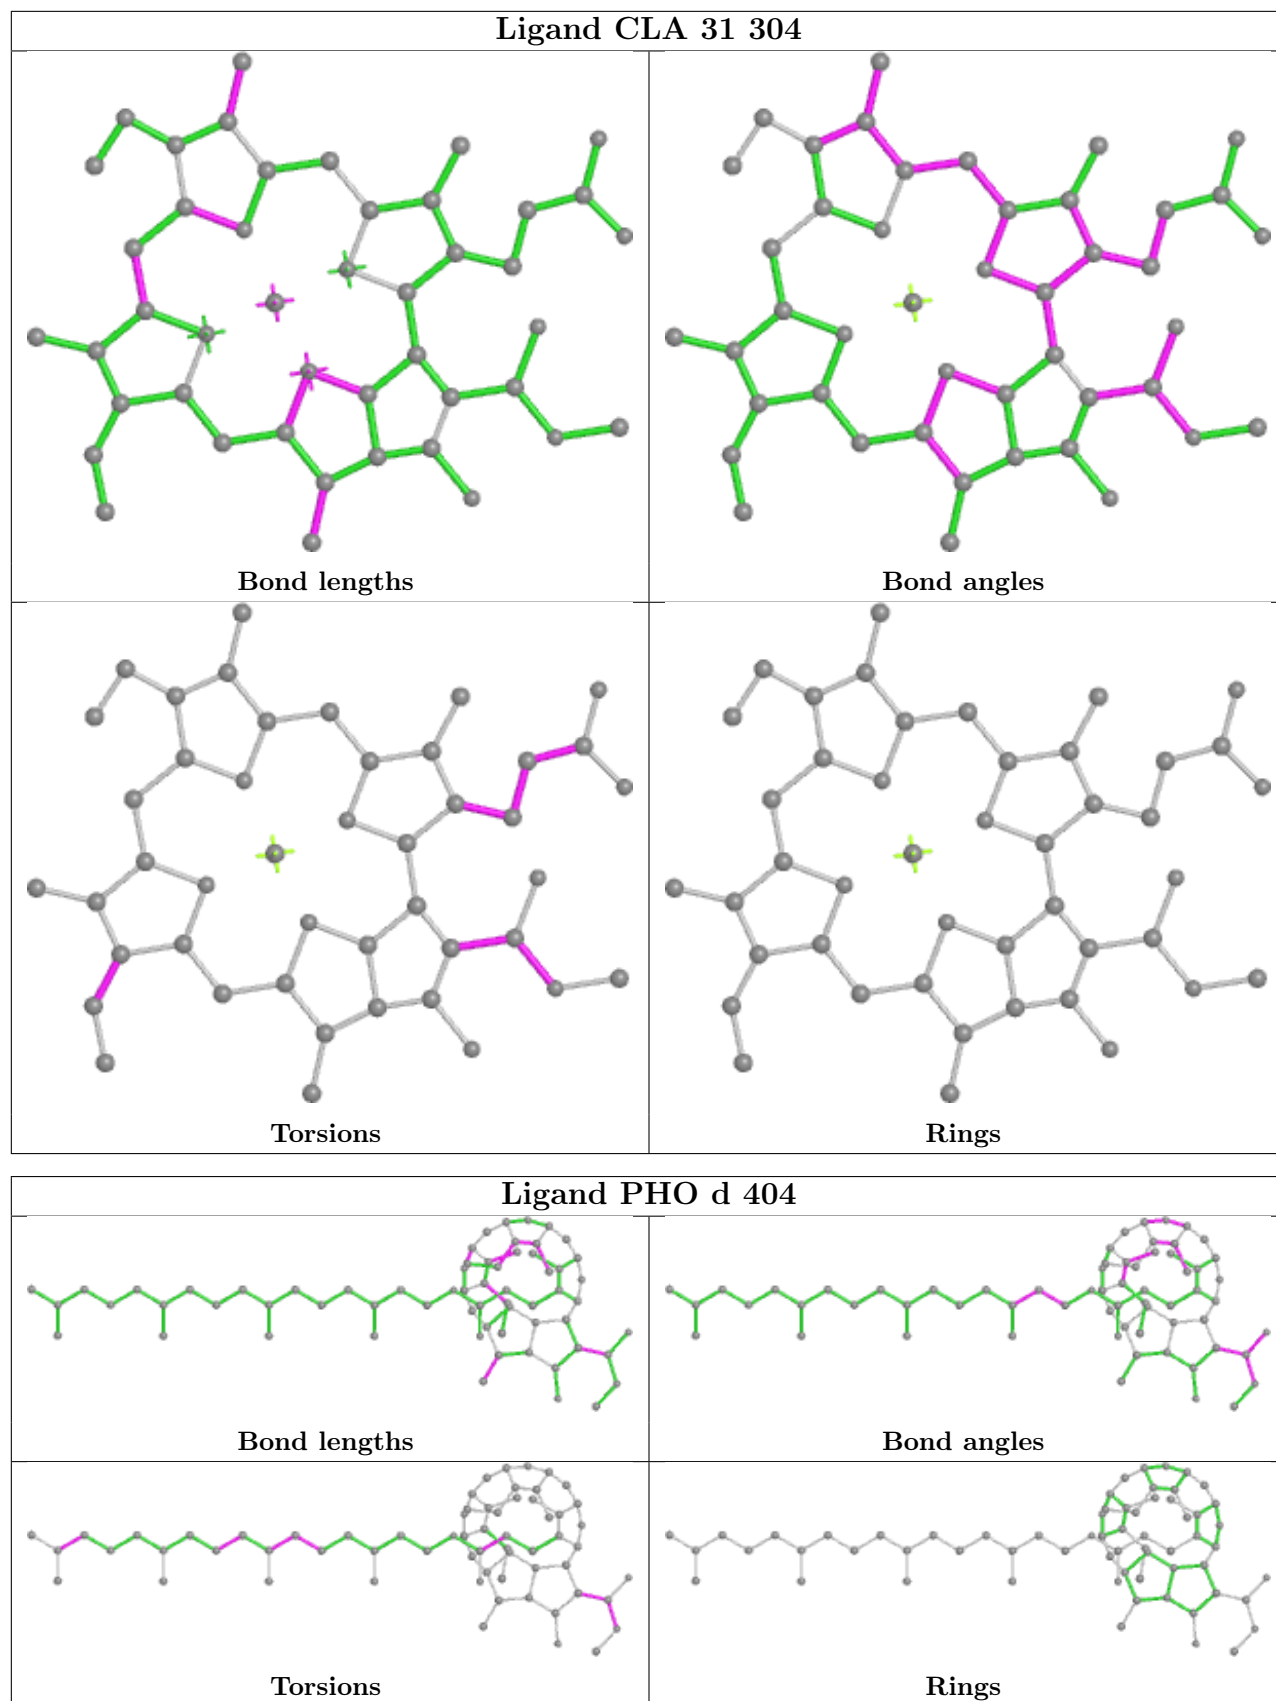 Ligand CLA 31 304
Bond lengths
Bond angles
Torsions
Rings
Ligand PHO d 404
Bond lengths
Bond angles
Torsions
Rings